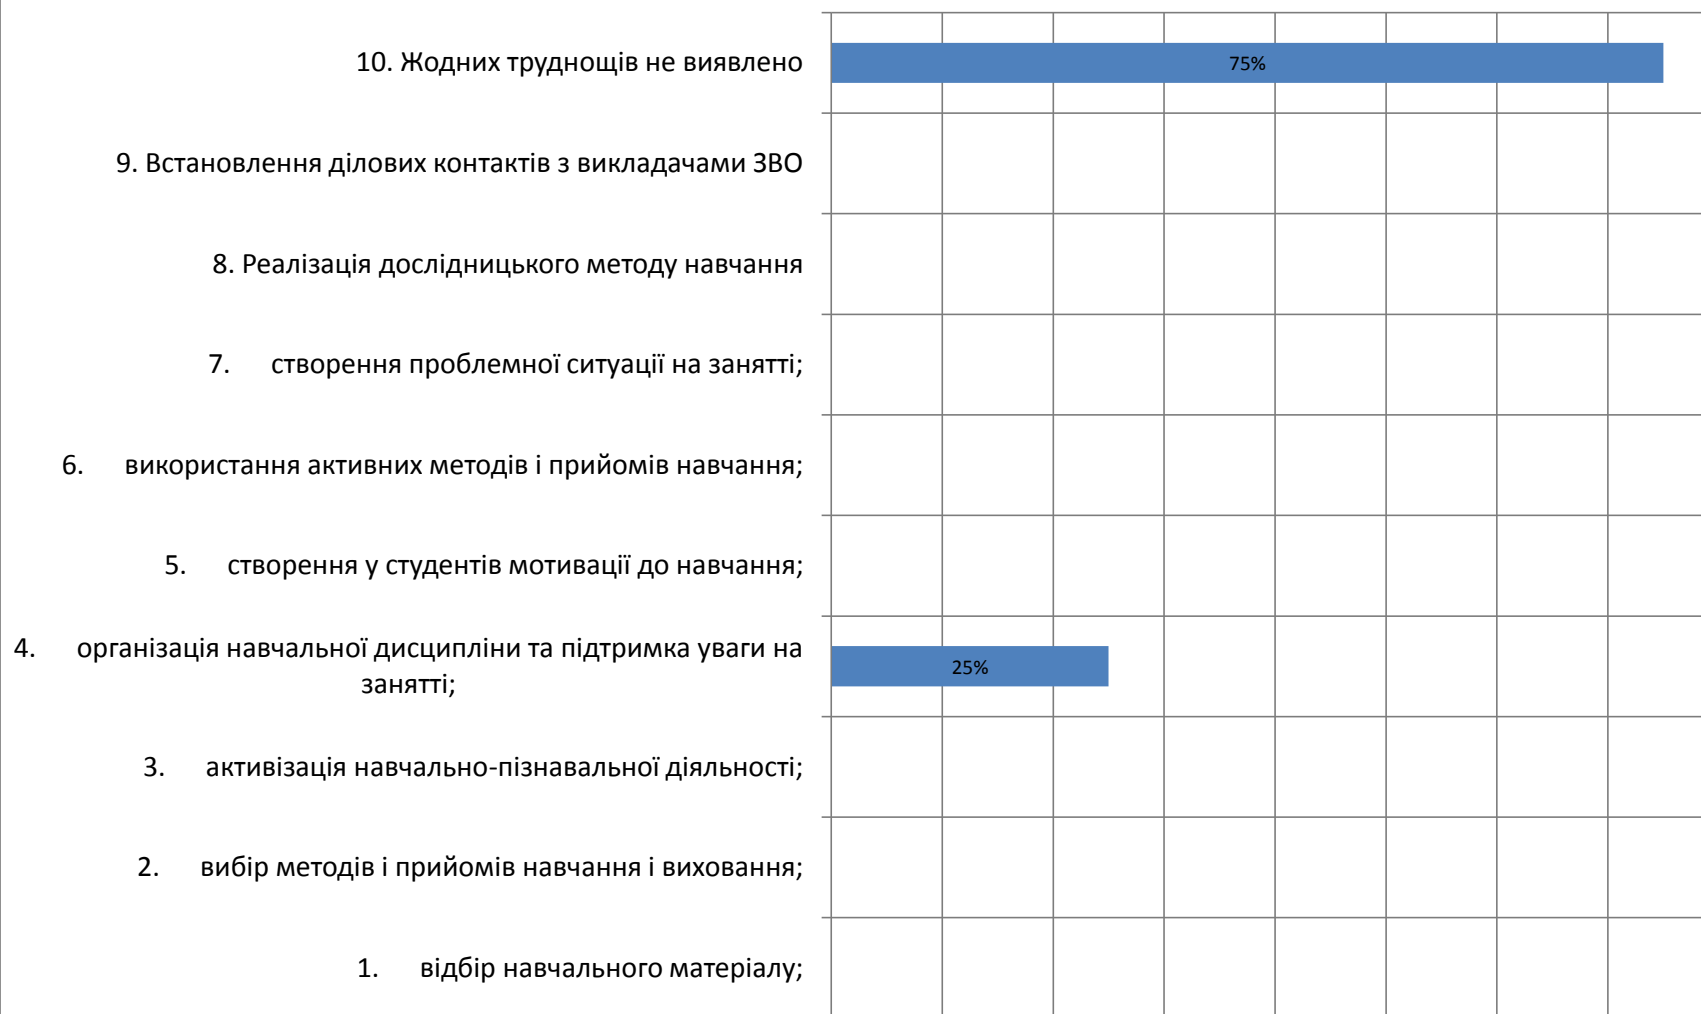 10. Жодних труднощів не виявлено
75%
9. Встановлення ділових контактів з викладачами ЗВО
8. Реалізація дослідницького методу навчання
7. створення проблемної ситуації на занятті;
6. використання активних методів і прийомів навчання;
5. створення у студентів мотивації до навчання;
4. організація навчальної дисципліни та підтримка уваги на
занятті;
25%
3. активізація навчально-пізнавальної діяльності;
2. вибір методів і прийомів навчання і виховання;
1. відбір навчального матеріалу;